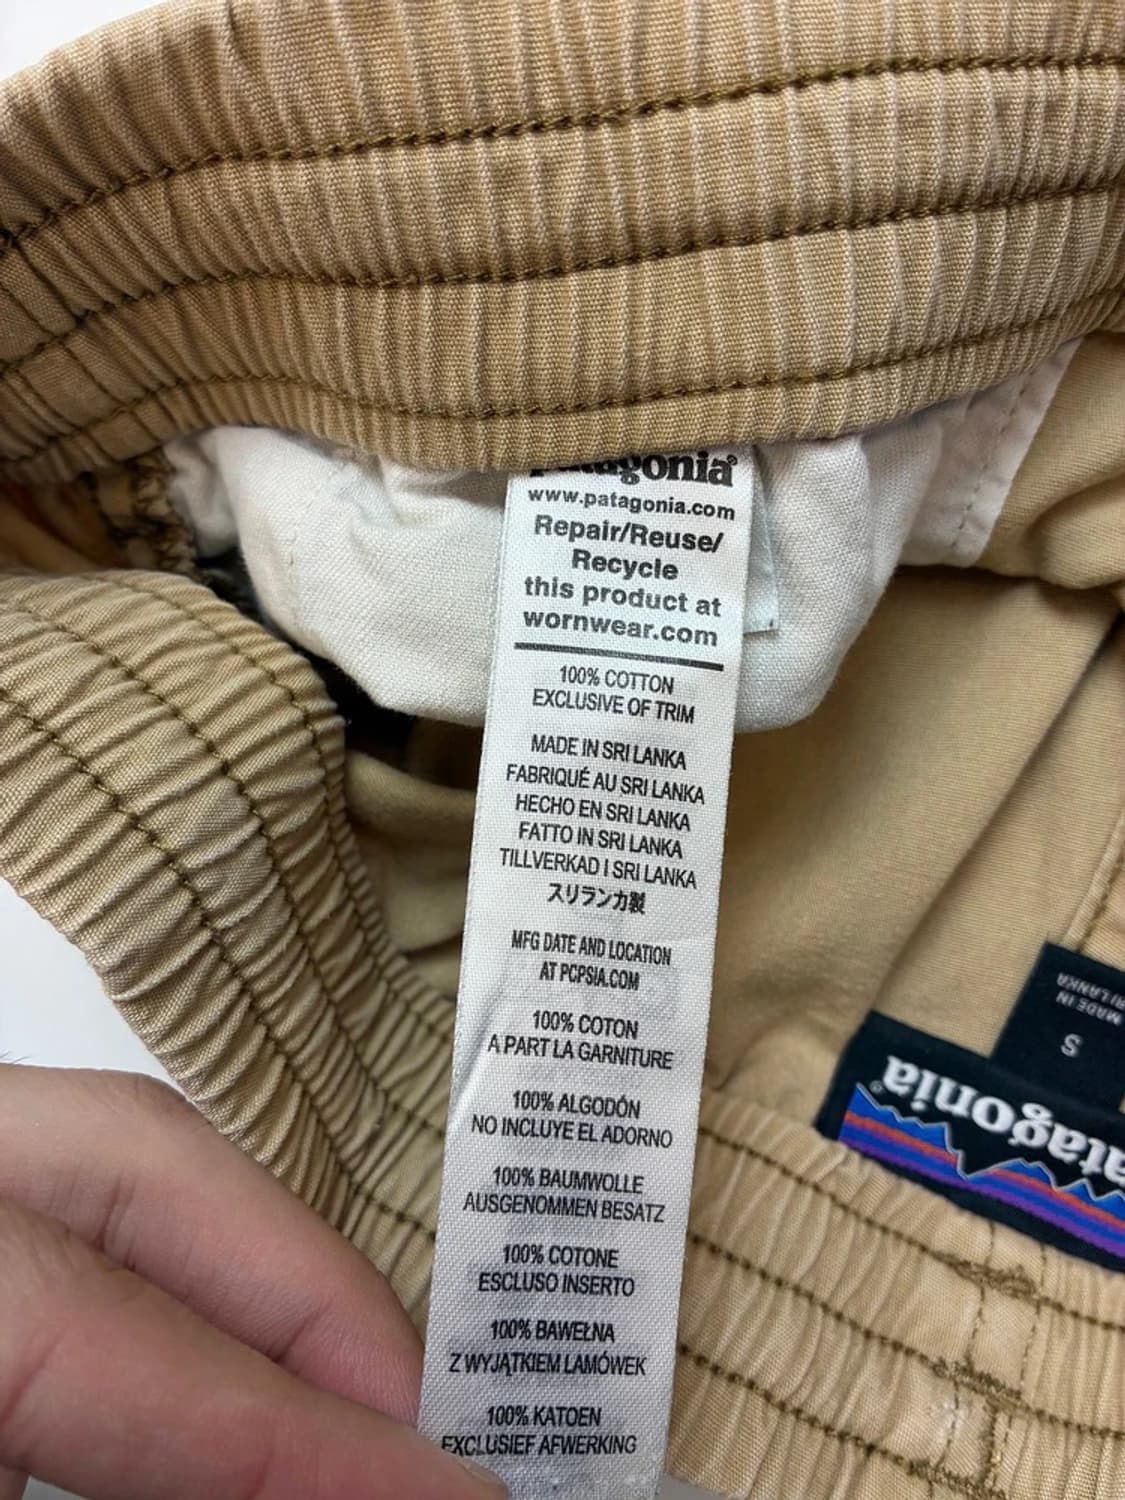 Patagonia®
www.patagonia.com
Repair/Reuse/
Recycle
this product at
wornwear.com
100% COTTON
EXCLUSIVE OF TRIM
MADE IN SRI LANKA
FABRIQUÉ AU SRI LANKA
HECHO EN SRI LANKA
FATTO IN SRI LANKA
TILLVERKAD I SRI LANKA
スリランカ製
MFG DATE AND LOCATION
AT PCPSIA.COM
100% COTON
A PART LA GARNITURE
100% ALGODÓN
NO INCLUYE EL ADORNO
100% BAUMWOLLE
AUSGENOMMEN BESATZ
100% COTONE
ESCLUSO INSERTO
100% BAWEŁNA
Z WYJĄTKIEM LAMÓWEK
100% KATOEN
EXCLUSIEF AFWERKING
patagonia®
S
MADE IN
SRI LANKA